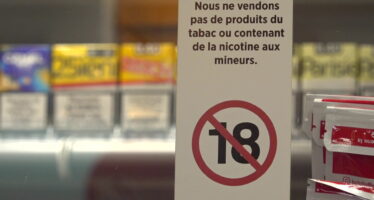 Nous ne vendons
pas de produits du
tabac ou contenant
de la nicotine aux
mineurs.
18